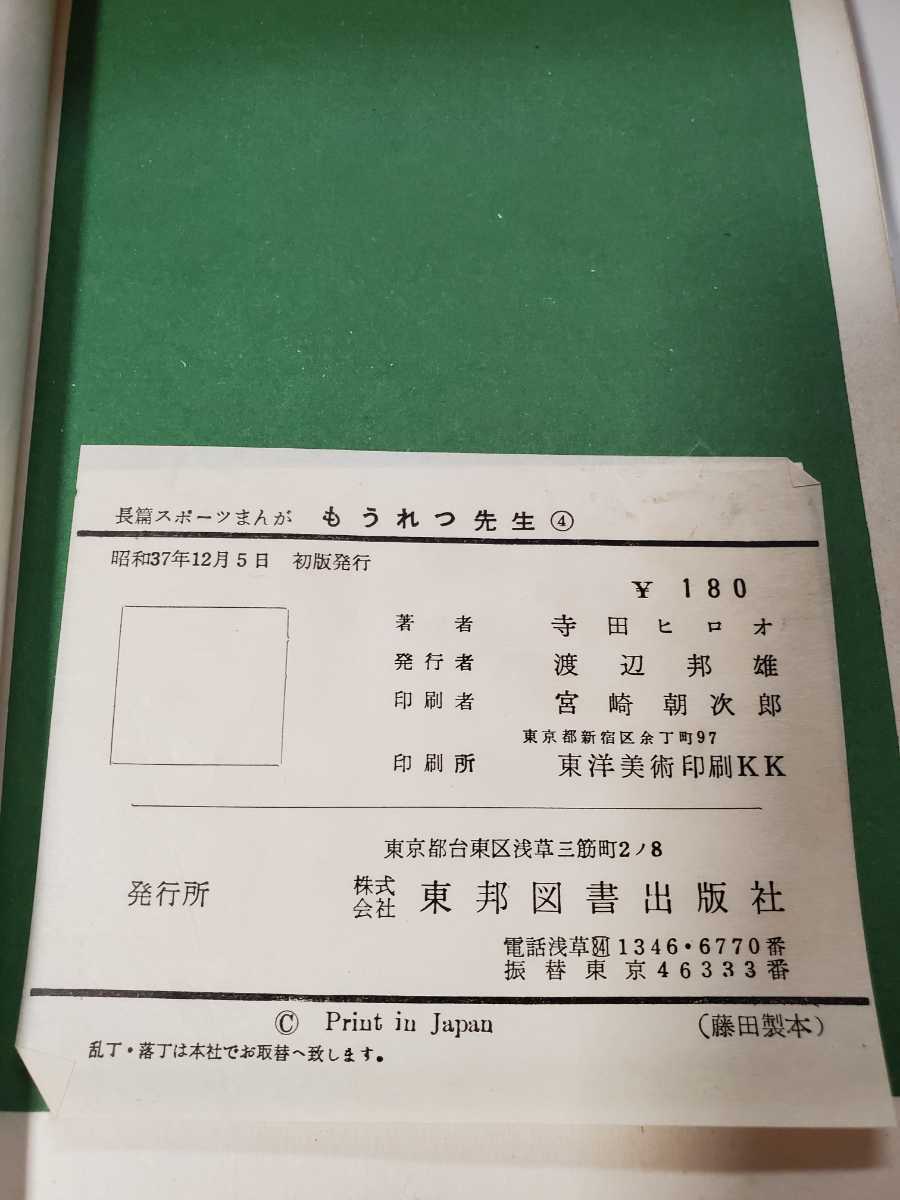 長篇スポーツまんが もうれつ先生④
昭和37年12月5日 初版発行
¥ 180
著者 寺田ヒロオ
発行者 渡辺邦雄
印刷者 宮崎朝次郎
東京都新宿区余丁町97
印刷所 東洋美術印刷KK
東京都台東区浅草三筋町2ノ8
発行所 株式会社 東邦図書出版社
電話浅草(84)1346・6770番
振替東京46333番
© Print in Japan (藤田製本)
乱丁・落丁は本社でお取替へ致します。